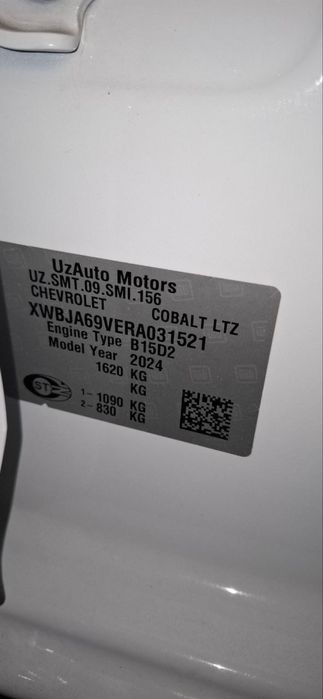 UzAuto Motors
UZ.SMT.09.SMI.156
CHEVROLET COBALT LTZ
XWBJA69VERA031521
Engine Type B15D2
Model Year 2024
1620 KG
KG
1- 1090 KG
2- 830 KG
ST